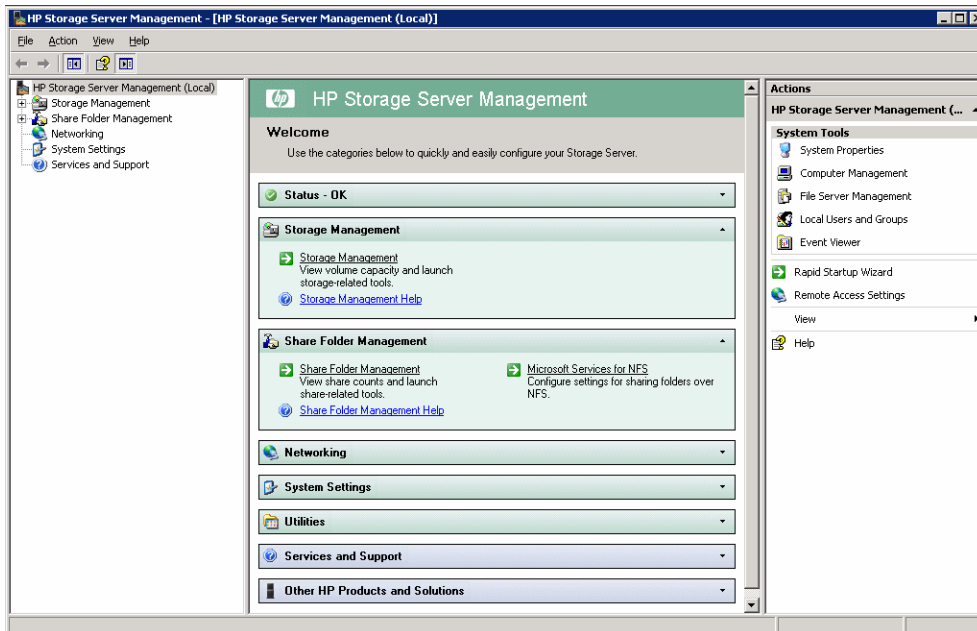 HP Storage Server Management - [HP Storage Server Management (Local)]
File Action View Help
HP Storage Server Management (Local)
Storage Management
Share Folder Management
Networking
System Settings
Services and Support
hp HP Storage Server Management
Welcome
Use the categories below to quickly and easily configure your Storage Server.
Status - OK
Storage Management
Storage Management
View volume capacity and launch
storage-related tools.
Storage Management Help
Share Folder Management
Share Folder Management
View share counts and launch
share-related tools.
Share Folder Management Help
Microsoft Services for NFS
Configure settings for sharing folders over
NFS.
Networking
System Settings
Utilities
Services and Support
Other HP Products and Solutions
Actions
HP Storage Server Management (...
System Tools
System Properties
Computer Management
File Server Management
Local Users and Groups
Event Viewer
Rapid Startup Wizard
Remote Access Settings
View
Help